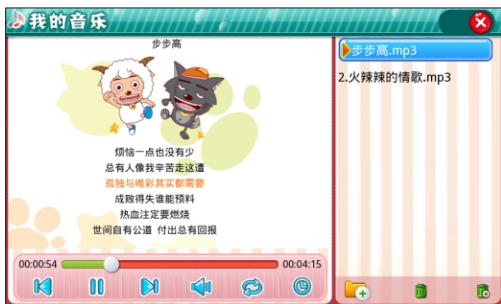 我的音乐
步步高
烦恼一点也没有少
总有人像我辛苦走这遭
孤独与喝彩其实都需要
成败得失谁能预料
热血注定要燃烧
世间自有公道 付出总有回报
00:00:54
00:04:15
步步高.mp3
2.火辣辣的情歌.mp3